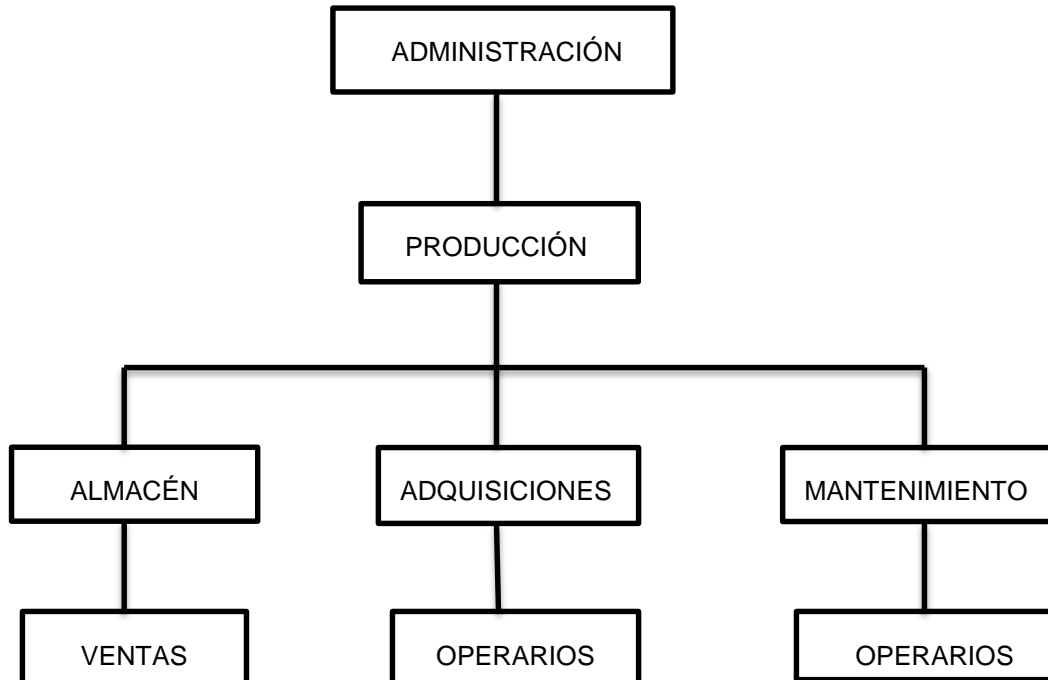 ADMINISTRACIÓN
PRODUCCIÓN
ALMACÉN
ADQUISICIONES
MANTENIMIENTO
VENTAS
OPERARIOS
OPERARIOS